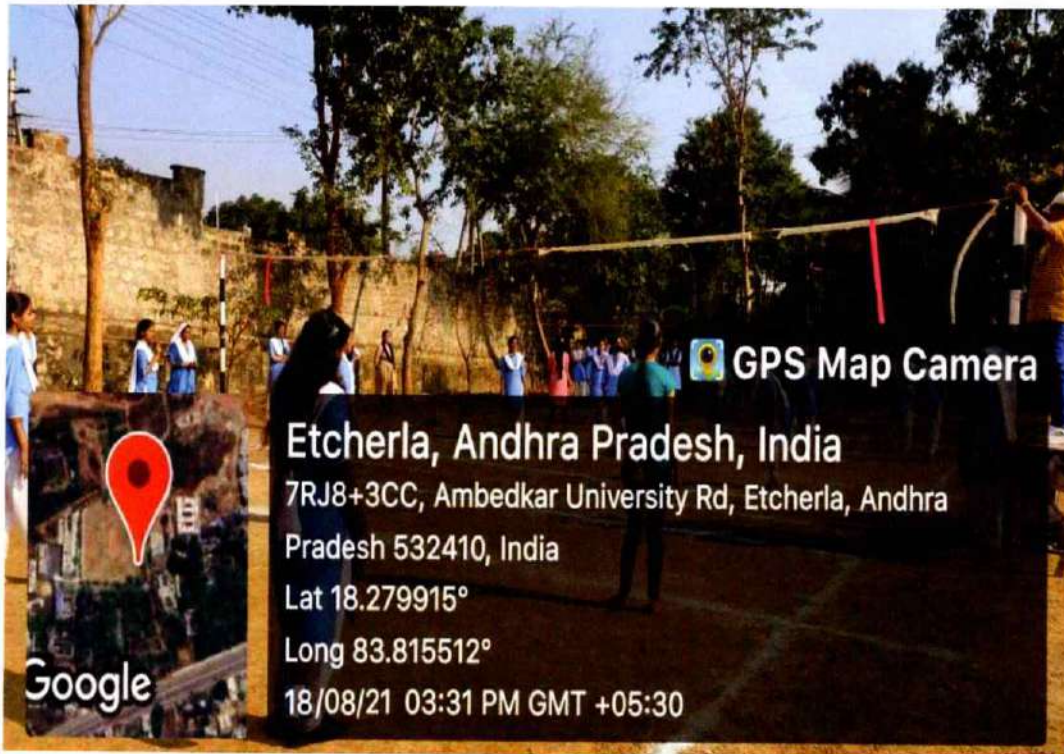 GPS Map Camera
Etcherla, Andhra Pradesh, India
7RJ8+3CC, Ambedkar University Rd, Etcherla, Andhra
Pradesh 532410, India
Lat 18.279915°
Long 83.815512°
18/08/21 03:31 PM GMT +05:30
Google